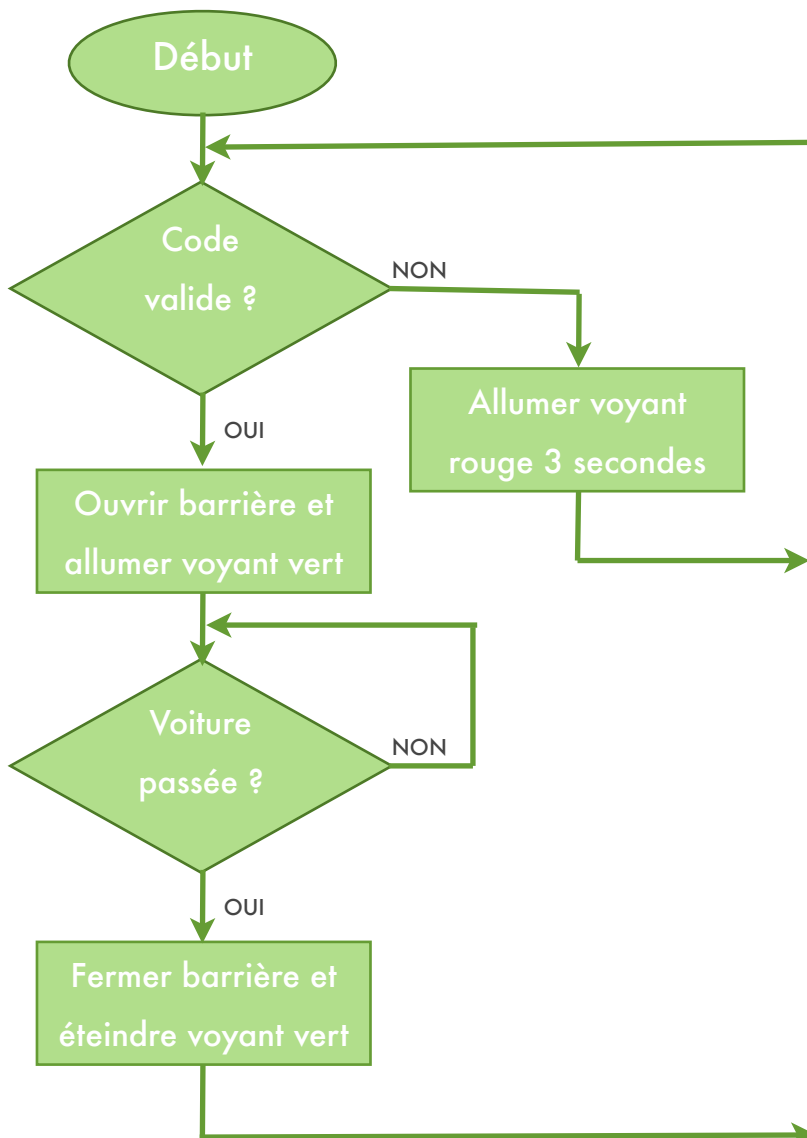 Début
Code
valide ?
NON
Allumer voyant
rouge 3 secondes
OUI
Ouvrir barrière et
allumer voyant vert
Voiture
passée ?
NON
OUI
Fermer barrière et
éteindre voyant vert